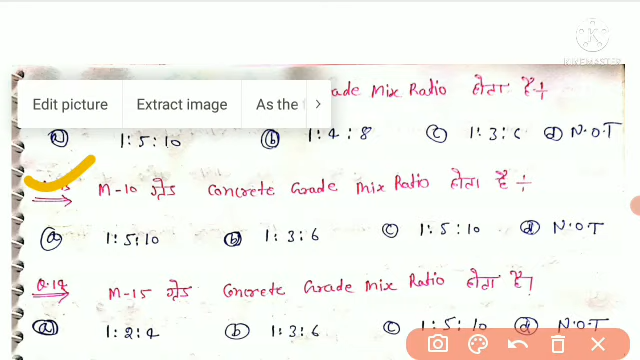 KINEMASTER
ade Mix Ratio होता है÷
Edit picture Extract image As the
(a) 1:5:10 (b) 1:4:8 (c) 1:3:6 (d) N.O.T
M-10 ग्रेड Concrete Grade Mix Ratio होता है÷
(a) 1:5:10 (b) 1:3:6 (c) 1:5:10 (d) N.O.T
Q.14 M-15 ग्रेड Concrete Grade Mix Ratio होता है।
(a) 1:2:4 (b) 1:3:6 (c) 1:5:10 (d) N.O.T